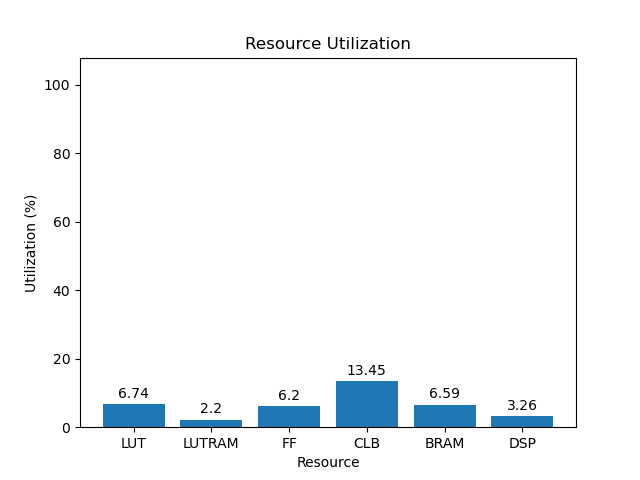 Resource Utilization
Utilization (%)
100
80
60
40
20
0
6.74
2.2
6.2
13.45
6.59
3.26
LUT
LUTRAM
FF
CLB
BRAM
DSP
Resource